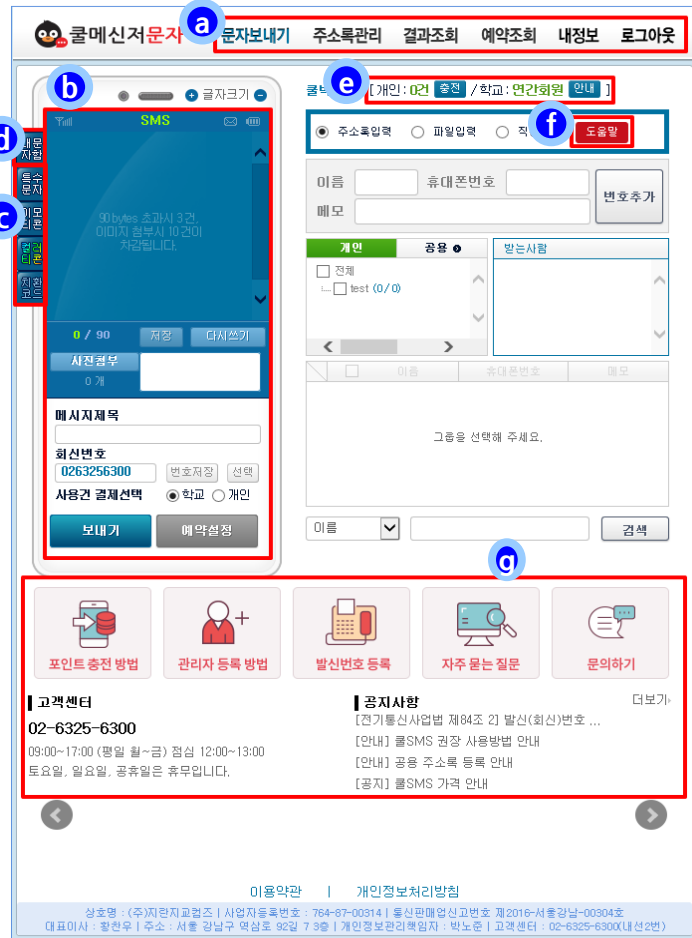 쿨메신저문자
a
문자보내기 주소록관리 결과조회 예약조회 내정보 로그아웃
b
글자크기
e
[ 개인 : 0건 충전 / 학교 : 연간회원 안내 ]
SMS
주소록입력 파일입력 직
f
도움말
d
문
자함
특수
문자
c
이모
티콘
컬러
티콘
치환
코드
90 bytes 초과시 3 건,
이미지 첨부시 10 건이
차감됩니다.
이름 휴대폰번호
메모
번호추가
개인 공용 받는사람
전체
test (0/0)
0 / 90 저장 다시쓰기
사진첨부
0 개
이름 휴대폰번호 메모
그룹을 선택해 주세요.
메시지제목
회신번호
0263256300 번호저장 선택
사용건 결제선택 학교 개인
보내기 예약설정
이름 검색
g
포인트 충전 방법 관리자 등록 방법 발신번호 등록 자주 묻는 질문 문의하기
고객센터
02-6325-6300
09:00~17:00 (평일 월~금) 점심 12:00~13:00
토요일, 일요일, 공휴일은 휴무입니다.
공지사항 더보기
[전기통신사업법 제84조 2] 발신(회신)번호 ...
[안내] 쿨SMS 권장 사용방법 안내
[안내] 공용 주소록 등록 안내
[공지] 쿨SMS 가격 안내
이용약관 | 개인정보처리방침
상호명 : (주)지란지교컴즈 | 사업자등록번호 : 764-87-00314 | 통신판매업신고번호 제2016-서울강남-00304호
대표이사 : 황찬우 | 주소 : 서울 강남구 역삼로 92길 7 3층 | 개인정보관리책임자 : 박노준 | 고객센터 : 02-6325-6300(내선2번)